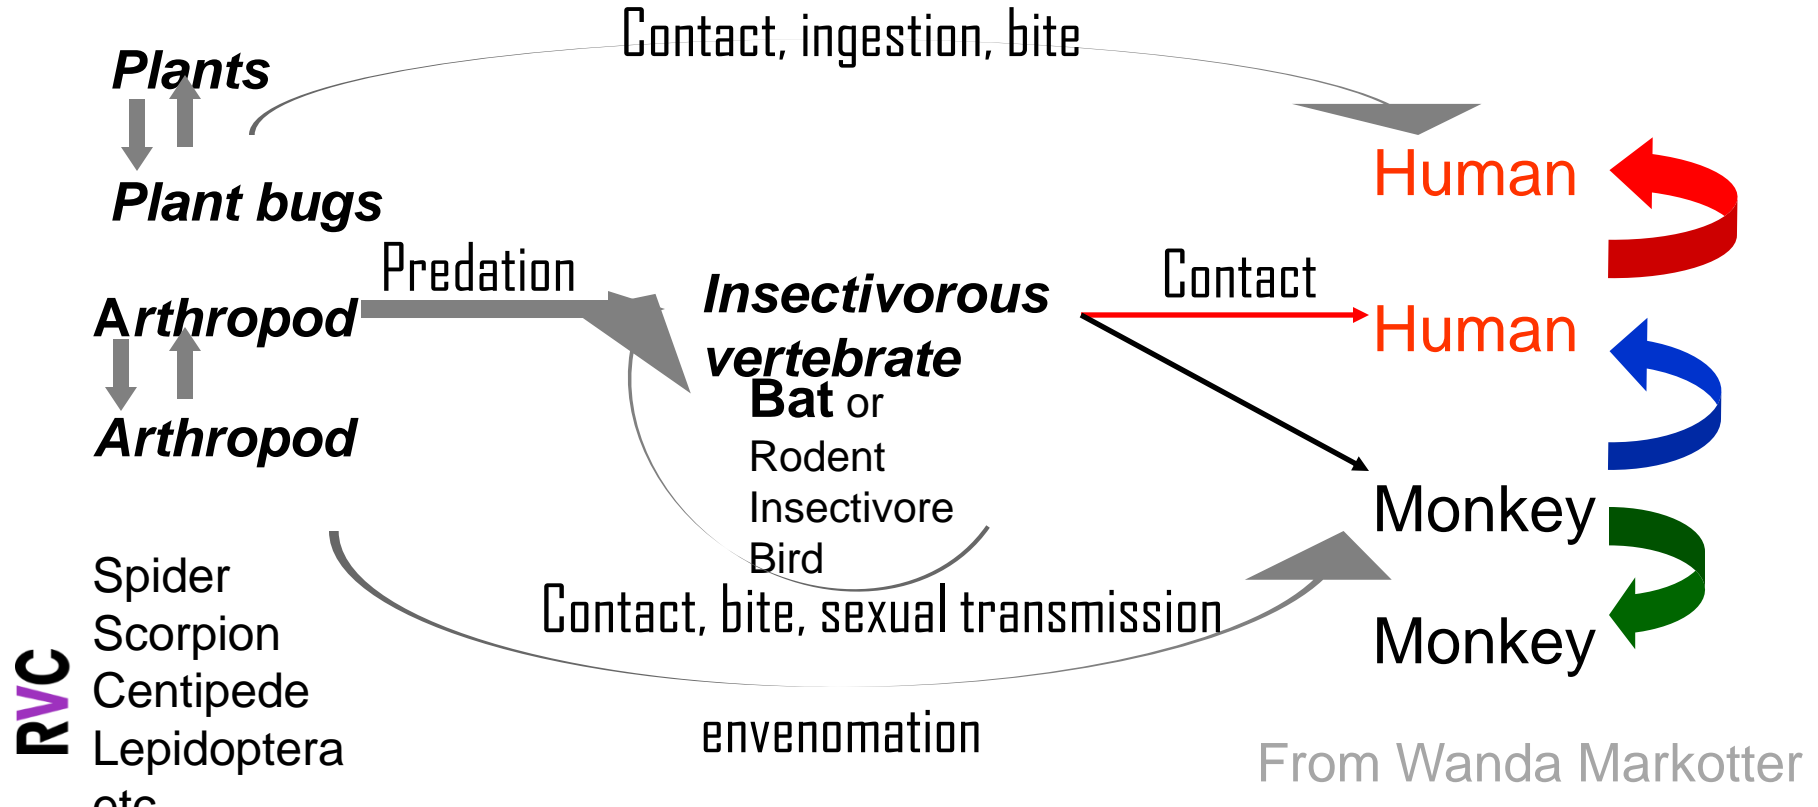 Contact, ingestion, bite
Plants
Plant bugs
Human
Predation
Arthropod
Arthropod
Insectivorous
vertebrate
Bat or
Rodent
Insectivore
Bird
Contact
Human
Monkey
Monkey
Contact, bite, sexual transmission
envenomation
Spider
Scorpion
Centipede
Lepidoptera
etc
RVC
From Wanda Markotter